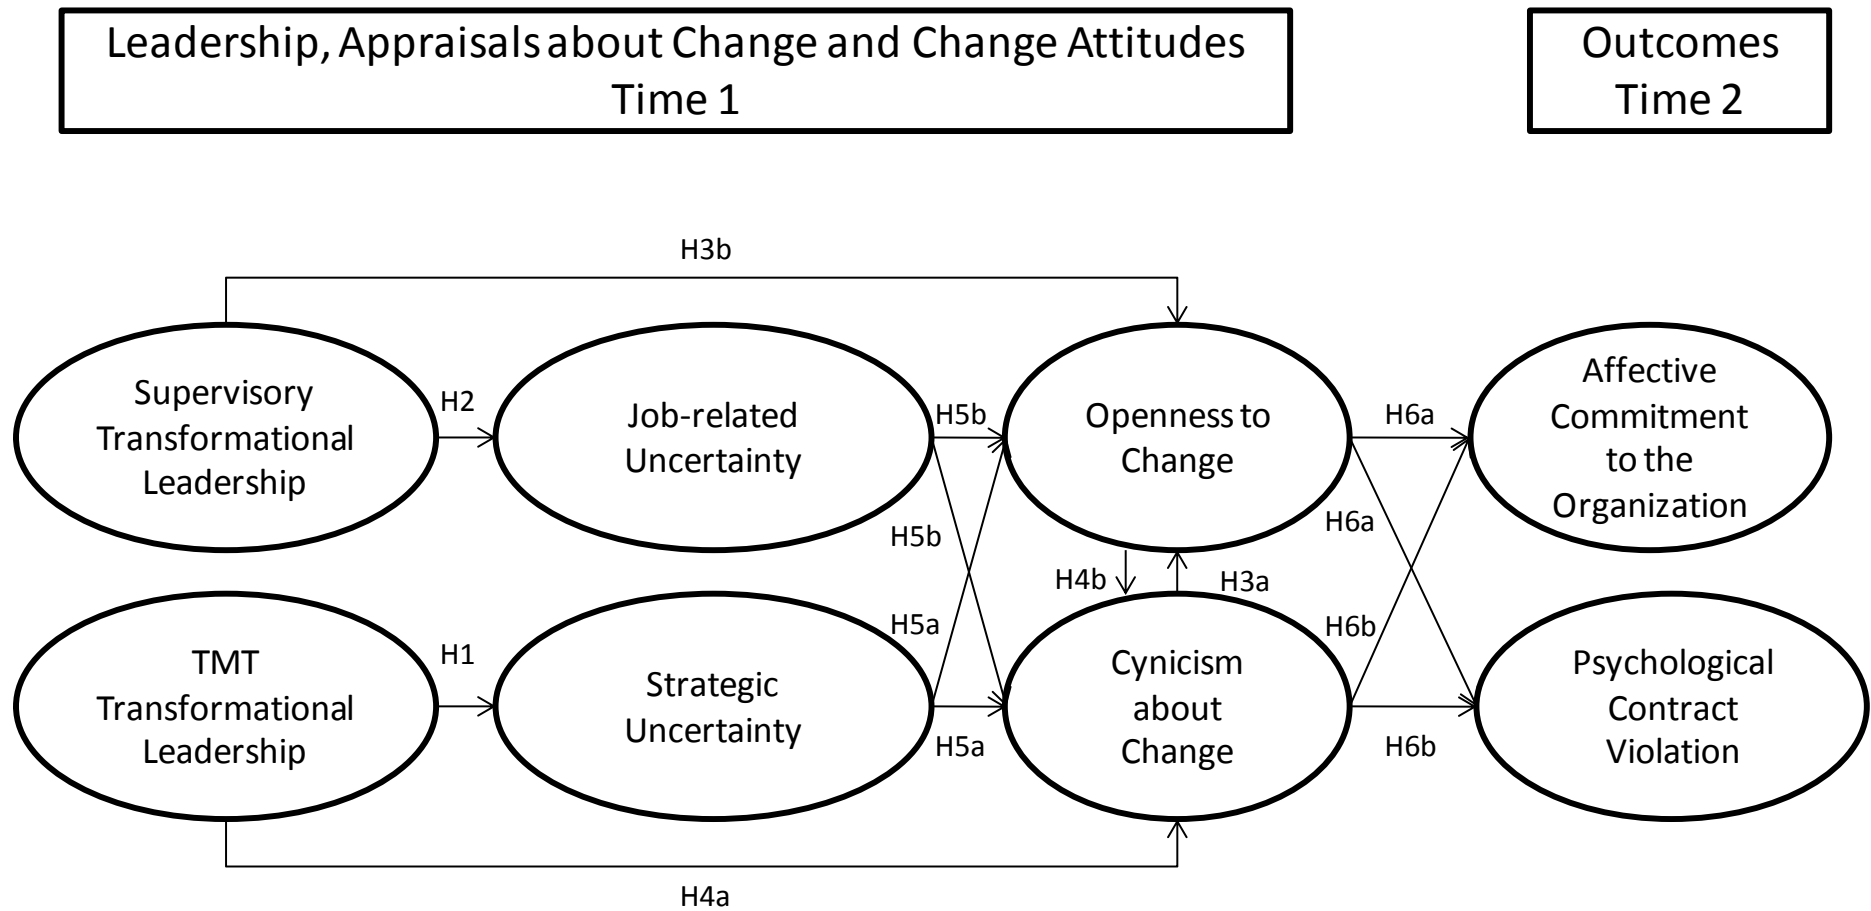 Leadership, Appraisals about Change and Change Attitudes
Time 1
Outcomes
Time 2
H3b
Supervisory
Transformational
Leadership
H2
Job-related
Uncertainty
H5b
Openness to
Change
H6a
Affective
Commitment
to the
Organization
H5b
H6a
H4b
H3a
H5a
H6b
TMT
Transformational
Leadership
H1
Strategic
Uncertainty
H5a
Cynicism
about
Change
H6b
Psychological
Contract
Violation
H4a